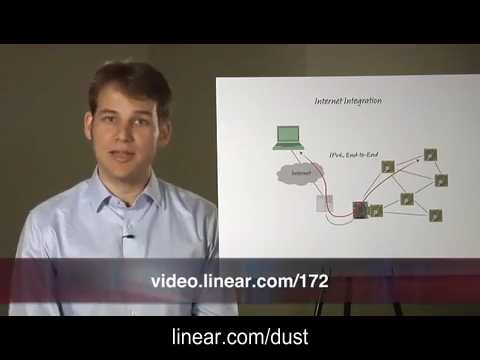 Internet Integration
IPv6, End-to-End
Internet
video.linear.com/172
linear.com/dust